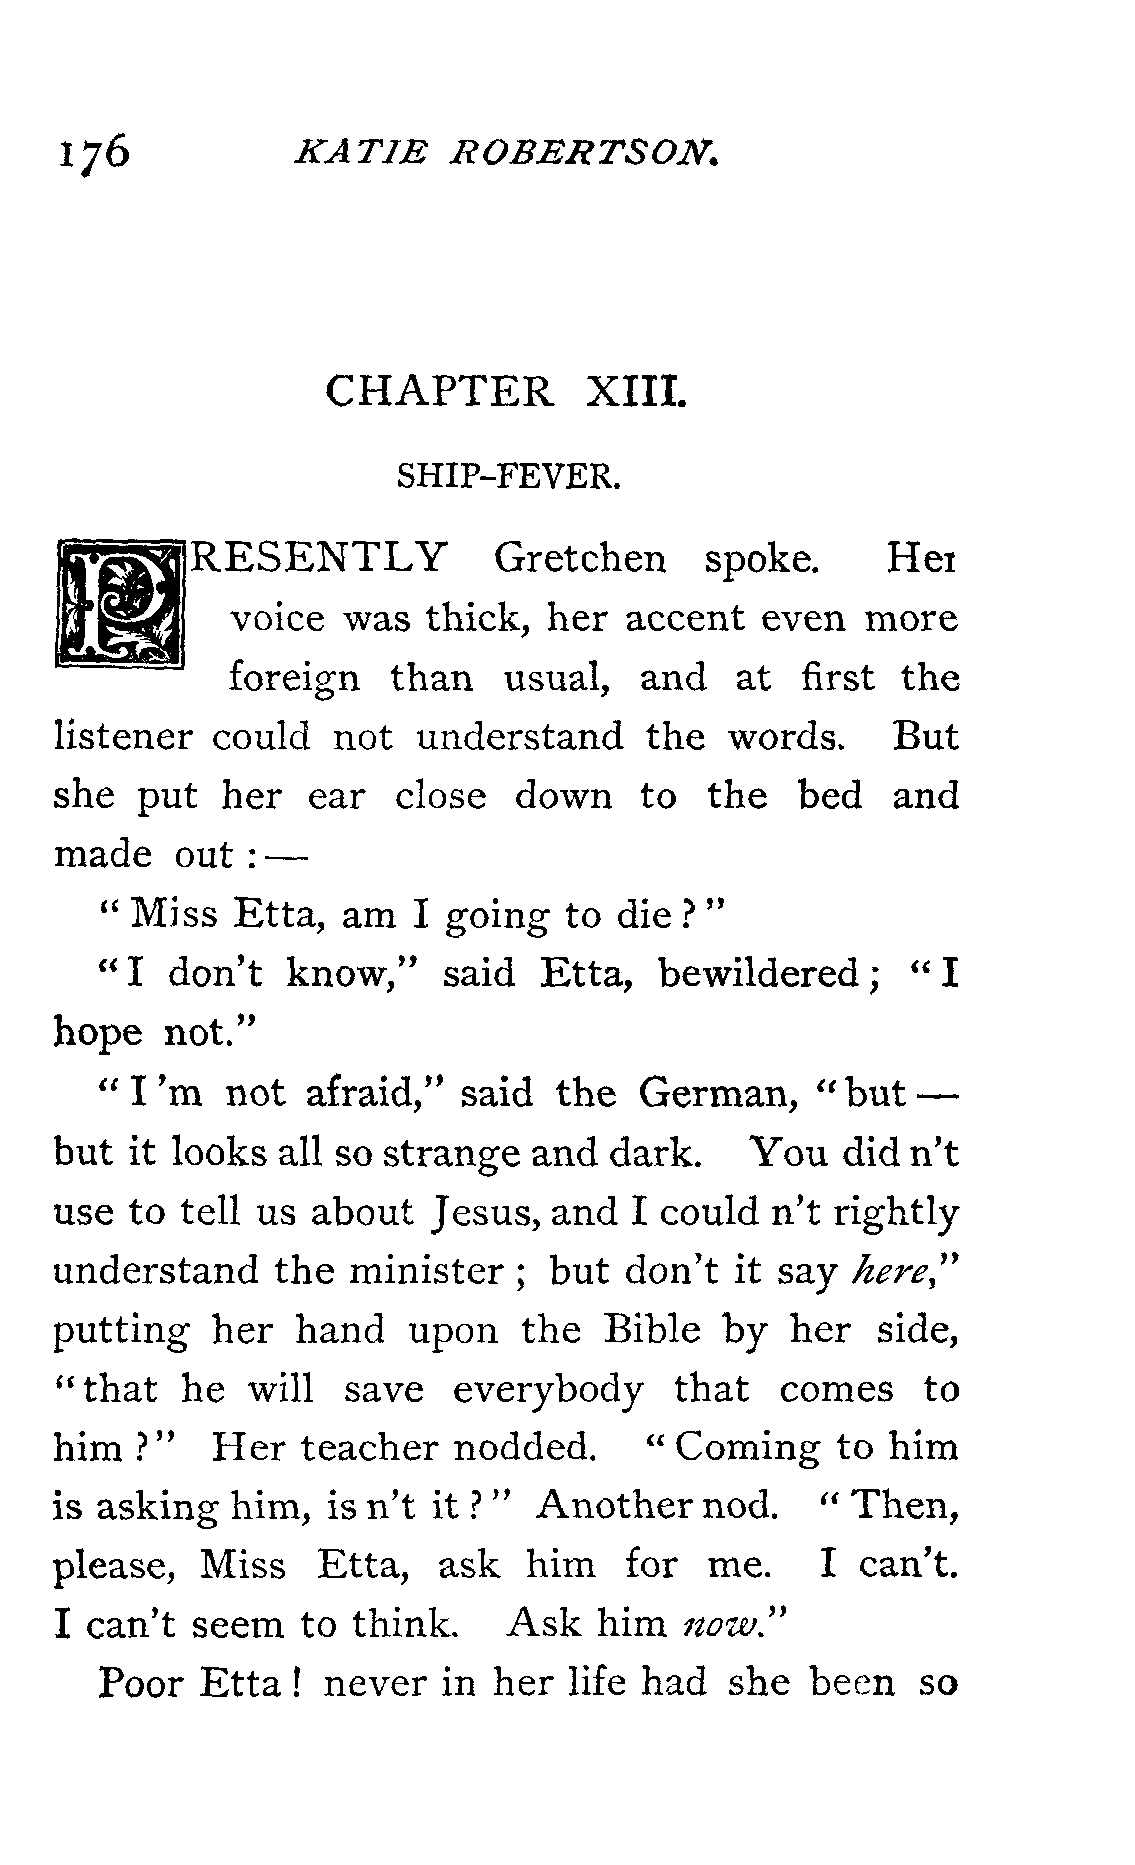 176 KATIE ROBERTSON.
CHAPTER XIII.
SHIP-FEVER.
PRESENTLY Gretchen spoke. Her
voice was thick, her accent even more
foreign than usual, and at first the
listener could not understand the words. But
she put her ear close down to the bed and
made out : —
" Miss Etta, am I going to die ? "
" I don't know," said Etta, bewildered ; " I
hope not."
" I 'm not afraid," said the German, " but —
but it looks all so strange and dark. You did n't
use to tell us about Jesus, and I could n't rightly
understand the minister ; but don't it say here,"
putting her hand upon the Bible by her side,
" that he will save everybody that comes to
him ? " Her teacher nodded. " Coming to him
is asking him, is n't it ? " Another nod. " Then,
please, Miss Etta, ask him for me. I can't.
I can't seem to think. Ask him now."
Poor Etta ! never in her life had she been so